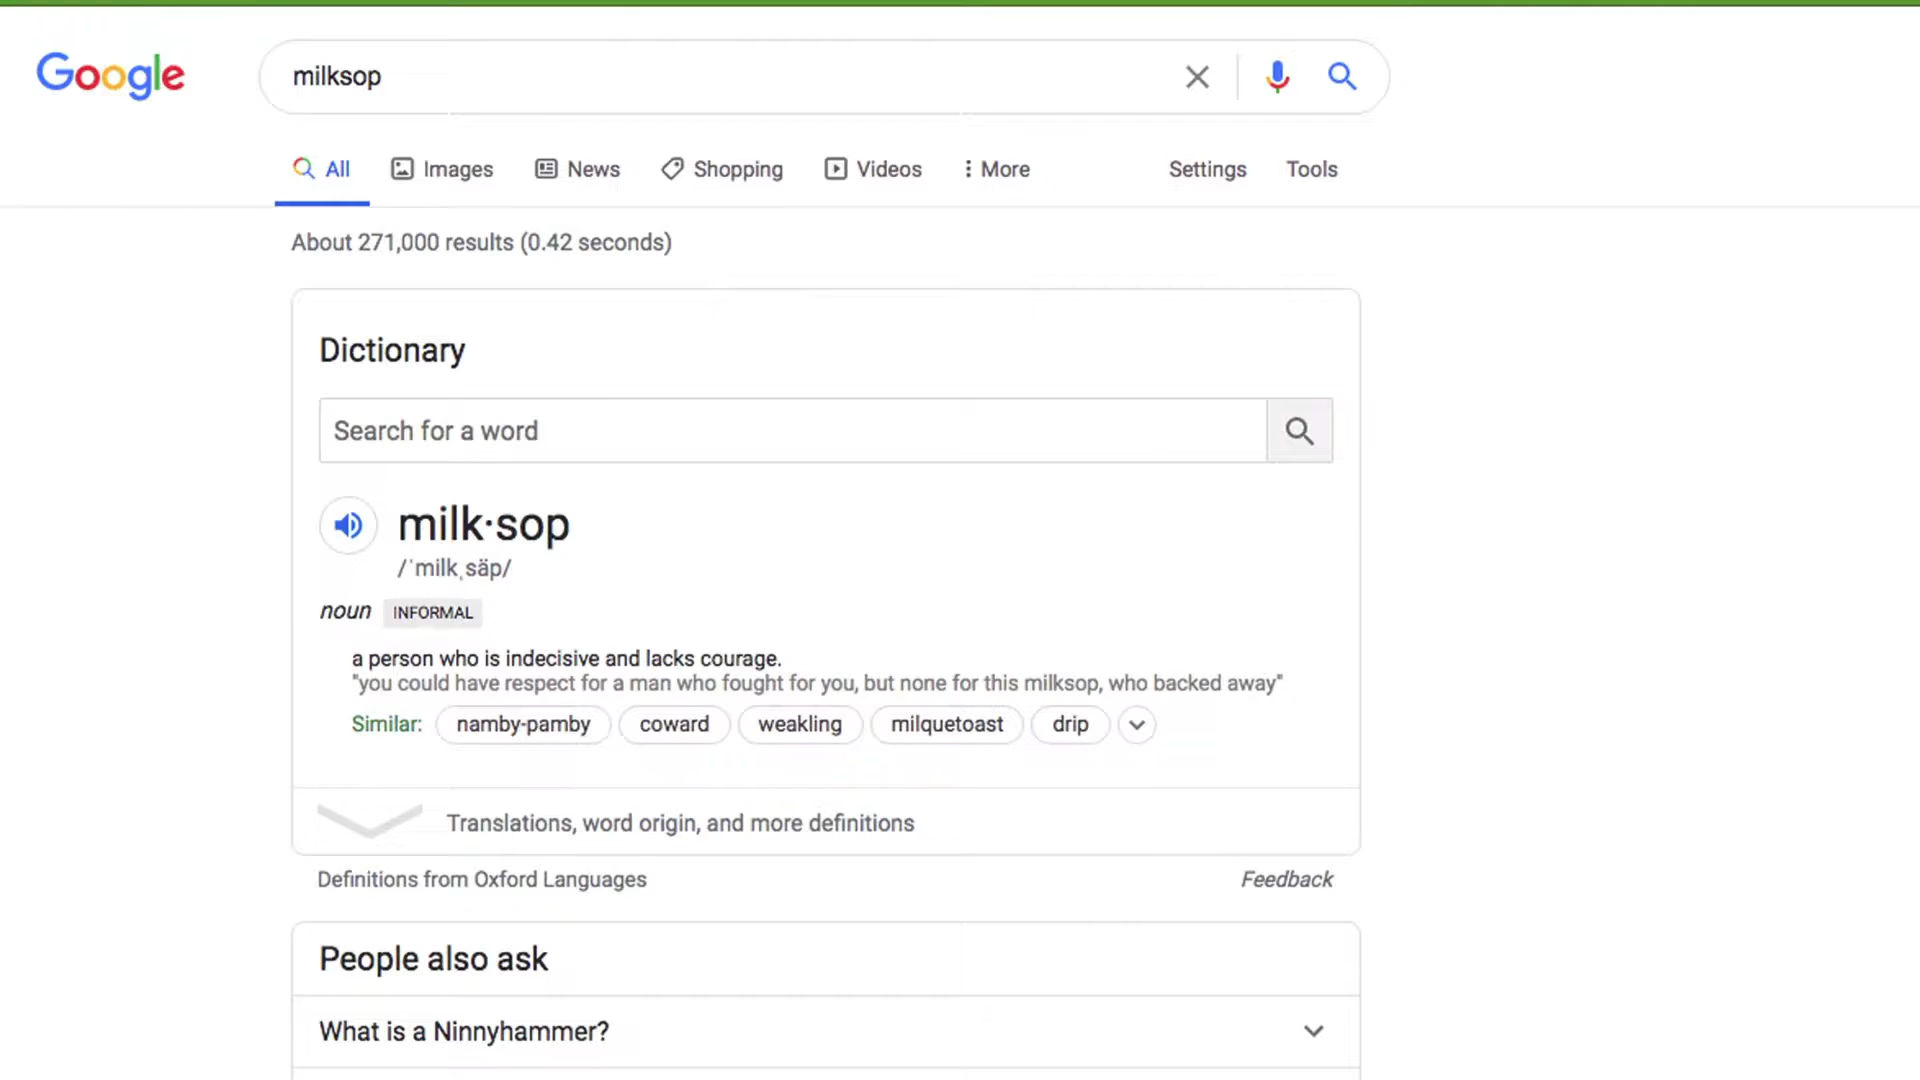 Google
milksop
All Images News Shopping Videos More Settings Tools
About 271,000 results (0.42 seconds)
Dictionary
Search for a word
milk·sop
/ˈmilkˌsäp/
noun INFORMAL
a person who is indecisive and lacks courage.
"you could have respect for a man who fought for you, but none for this milksop, who backed away"
Similar: namby-pamby coward weakling milquetoast drip
Translations, word origin, and more definitions
Definitions from Oxford Languages Feedback
People also ask
What is a Ninnyhammer?